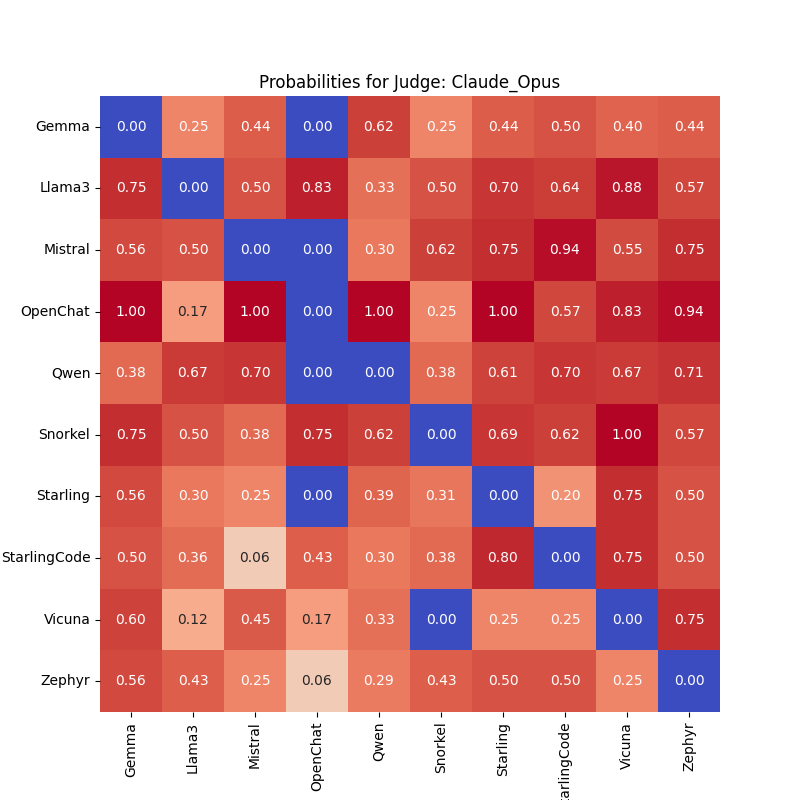 Probabilities for Judge: Claude_Opus
Gemma 0.00 0.25 0.44 0.00 0.62 0.25 0.44 0.50 0.40 0.44
Llama3 0.75 0.00 0.50 0.83 0.33 0.50 0.70 0.64 0.88 0.57
Mistral 0.56 0.50 0.00 0.00 0.30 0.62 0.75 0.94 0.55 0.75
OpenChat 1.00 0.17 1.00 0.00 1.00 0.25 1.00 0.57 0.83 0.94
Qwen 0.38 0.67 0.70 0.00 0.00 0.38 0.61 0.70 0.67 0.71
Snorkel 0.75 0.50 0.38 0.75 0.62 0.00 0.69 0.62 1.00 0.57
Starling 0.56 0.30 0.25 0.00 0.39 0.31 0.00 0.20 0.75 0.50
StarlingCode 0.50 0.36 0.06 0.43 0.30 0.38 0.80 0.00 0.75 0.50
Vicuna 0.60 0.12 0.45 0.17 0.33 0.00 0.25 0.25 0.00 0.75
Zephyr 0.56 0.43 0.25 0.06 0.29 0.43 0.50 0.50 0.25 0.00
Gemma Llama3 Mistral OpenChat Qwen Snorkel Starling arlingCode Vicuna Zephyr